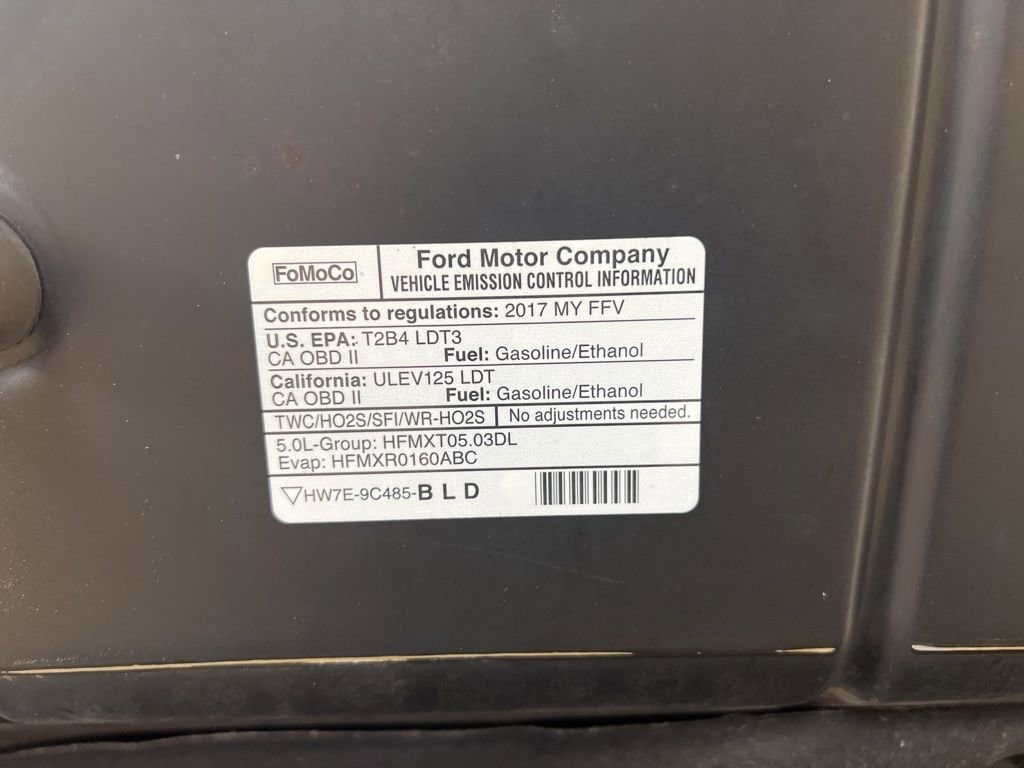 FoMoCo
Ford Motor Company
VEHICLE EMISSION CONTROL INFORMATION
Conforms to regulations: 2017 MY FFV
U.S. EPA: T2B4 LDT3
CA OBD II Fuel: Gasoline/Ethanol
California: ULEV125 LDT
CA OBD II Fuel: Gasoline/Ethanol
TWC/HO2S/SFI/WR-HO2S No adjustments needed.
5.0L-Group: HFMXT05.03DL
Evap: HFMXR0160ABC
HW7E-9C485-B L D